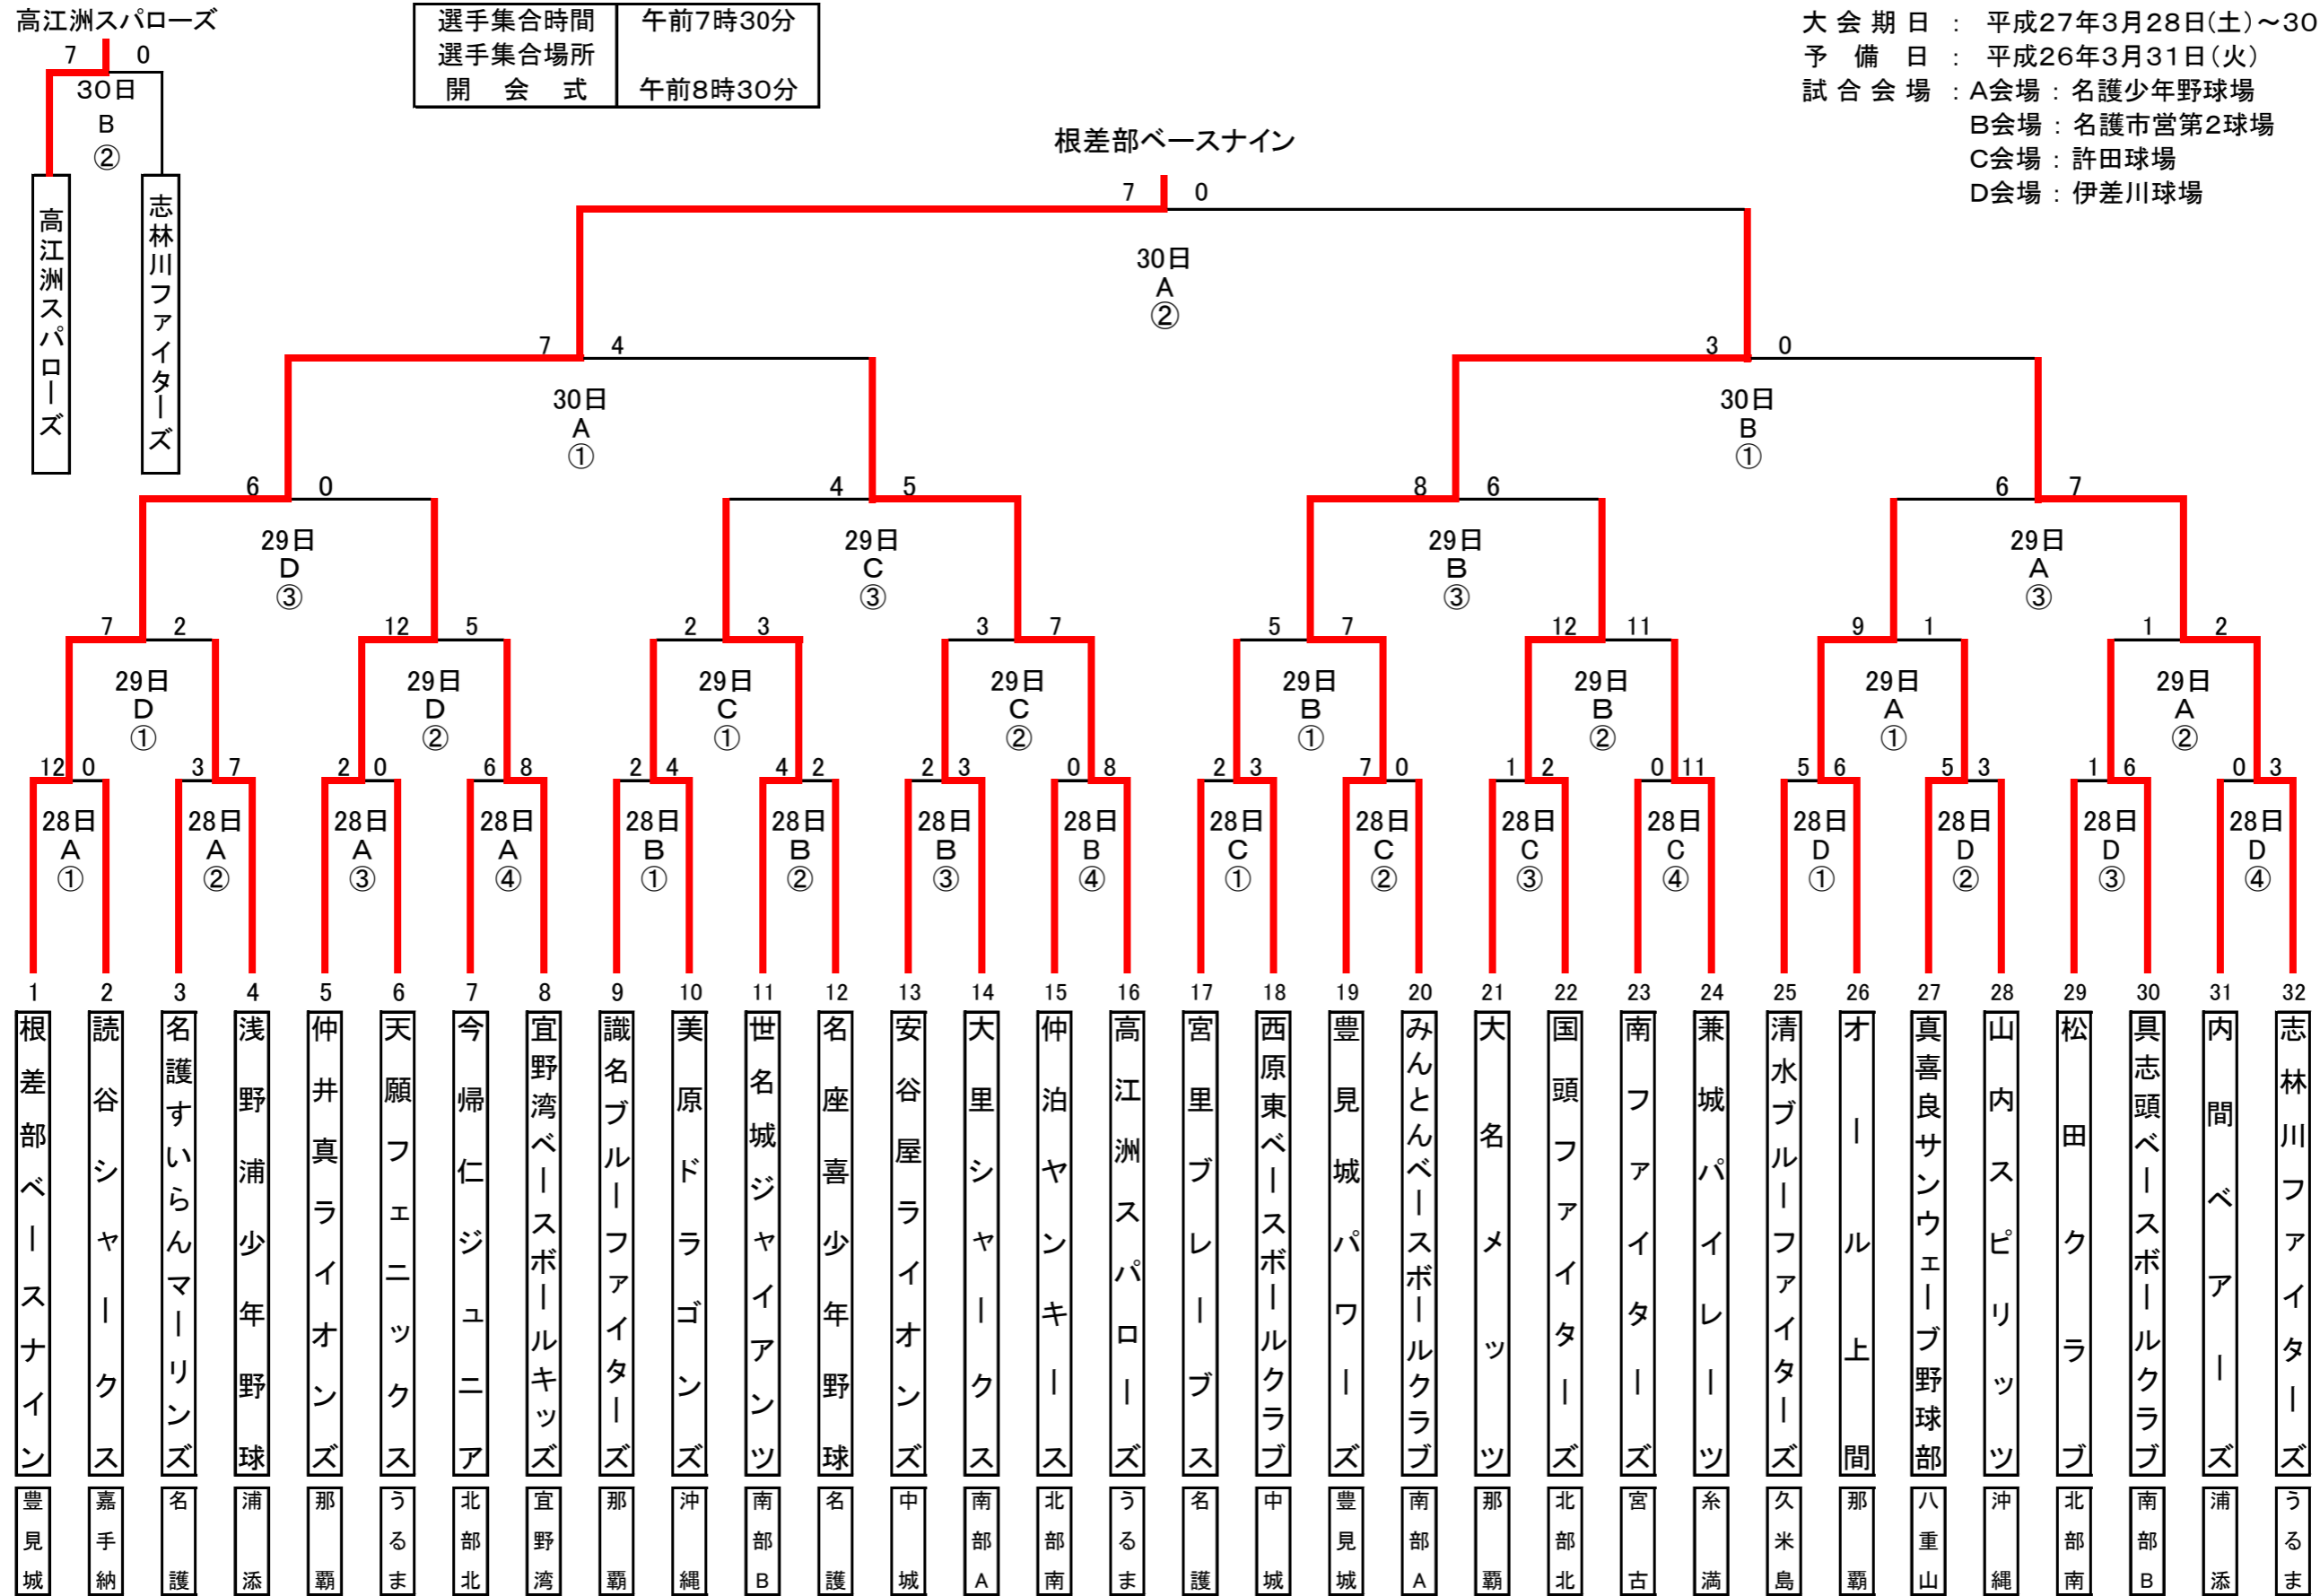 高江洲スパローズ
7 0
30日
B
②
高江洲スパローズ
志林川ファイターズ
選手集合時間 午前7時30分
選手集合場所
開会式 午前8時30分
大会期日 : 平成27年3月28日(土)～30
予備日 : 平成26年3月31日(火)
試合会場 : A会場 : 名護少年野球場
B会場 : 名護市営第2球場
C会場 : 許田球場
D会場 : 伊差川球場
根差部ベースナイン
7 0
30日
A
②
7 4 3 0
30日 30日
A B
① ①
6 0 4 5 8 6 6 7
29日 29日 29日 29日
D C B A
③ ③ ③ ③
7 2 12 5 2 3 3 7 5 7 12 11 9 1 1 2
29日 29日 29日 29日 29日 29日 29日 29日
D D C C B B A A
① ② ① ② ① ② ① ②
12 0 3 7 2 0 6 8 2 4 4 2 2 3 0 8 2 3 7 0 1 2 0 11 5 6 5 3 1 6 0 3
28日 28日 28日 28日 28日 28日 28日 28日 28日 28日 28日 28日 28日 28日 28日 28日
A A A A B B B B C C C C D D D D
① ② ③ ④ ① ② ③ ④ ① ② ③ ④ ① ② ③ ④
1 2 3 4 5 6 7 8 9 10 11 12 13 14 15 16 17 18 19 20 21 22 23 24 25 26 27 28 29 30 31 32
根差部ベースナイン
読谷シャークス
名護すいらんマーリンズ
浅野浦少年野球
仲井真ライオンズ
天願フェニックス
今帰仁ジュニア
宜野湾ベースボールキッズ
識名ブルーファイターズ
美原ドラゴンズ
世名城ジャイアンツ
名座喜少年野球
安谷屋ライオンズ
大里シャークス
仲泊ヤンキース
高江洲スパローズ
宮里ブレーブス
西原東ベースボールクラブ
豊見城パワーズ
みんとんベースボールクラブ
大名メッツ
国頭ファイターズ
南ファイターズ
兼城パイレーツ
清水ブルーファイターズ
オール上間
真喜良サンウェーブ野球部
山内スピリッツ
松田クラブ
具志頭ベースボールクラブ
内間ベアーズ
志林川ファイターズ
豊見城
嘉手納
名護
浦添
那覇
うるま
北部北
宜野湾
那覇
沖縄
南部B
名護
中城
南部A
北部南
うるま
名護
中城
豊見城
南部A
那覇
北部北
宮古
糸満
久米島
那覇
八重山
沖縄
北部南
南部B
浦添
うるま